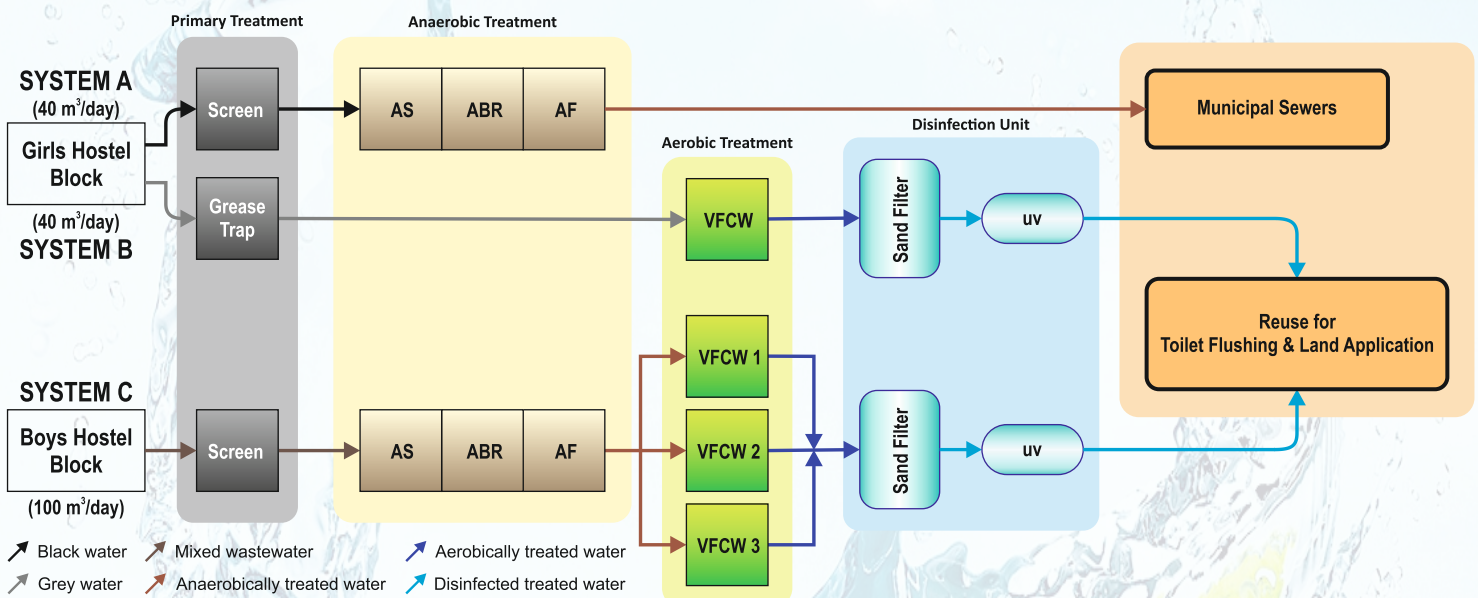 Primary Treatment
Anaerobic Treatment
SYSTEM A
(40 m³/day)
Girls Hostel
Block
(40 m³/day)
SYSTEM B
Screen
AS
ABR
AF
Municipal Sewers
Grease
Trap
Aerobic Treatment
VFCW
Disinfection Unit
Sand Filter
uv
Reuse for
Toilet Flushing & Land Application
SYSTEM C
Boys Hostel
Block
(100 m³/day)
Screen
AS
ABR
AF
VFCW 1
VFCW 2
VFCW 3
Sand Filter
uv
Black water
Mixed wastewater
Aerobically treated water
Grey water
Anaerobically treated water
Disinfected treated water